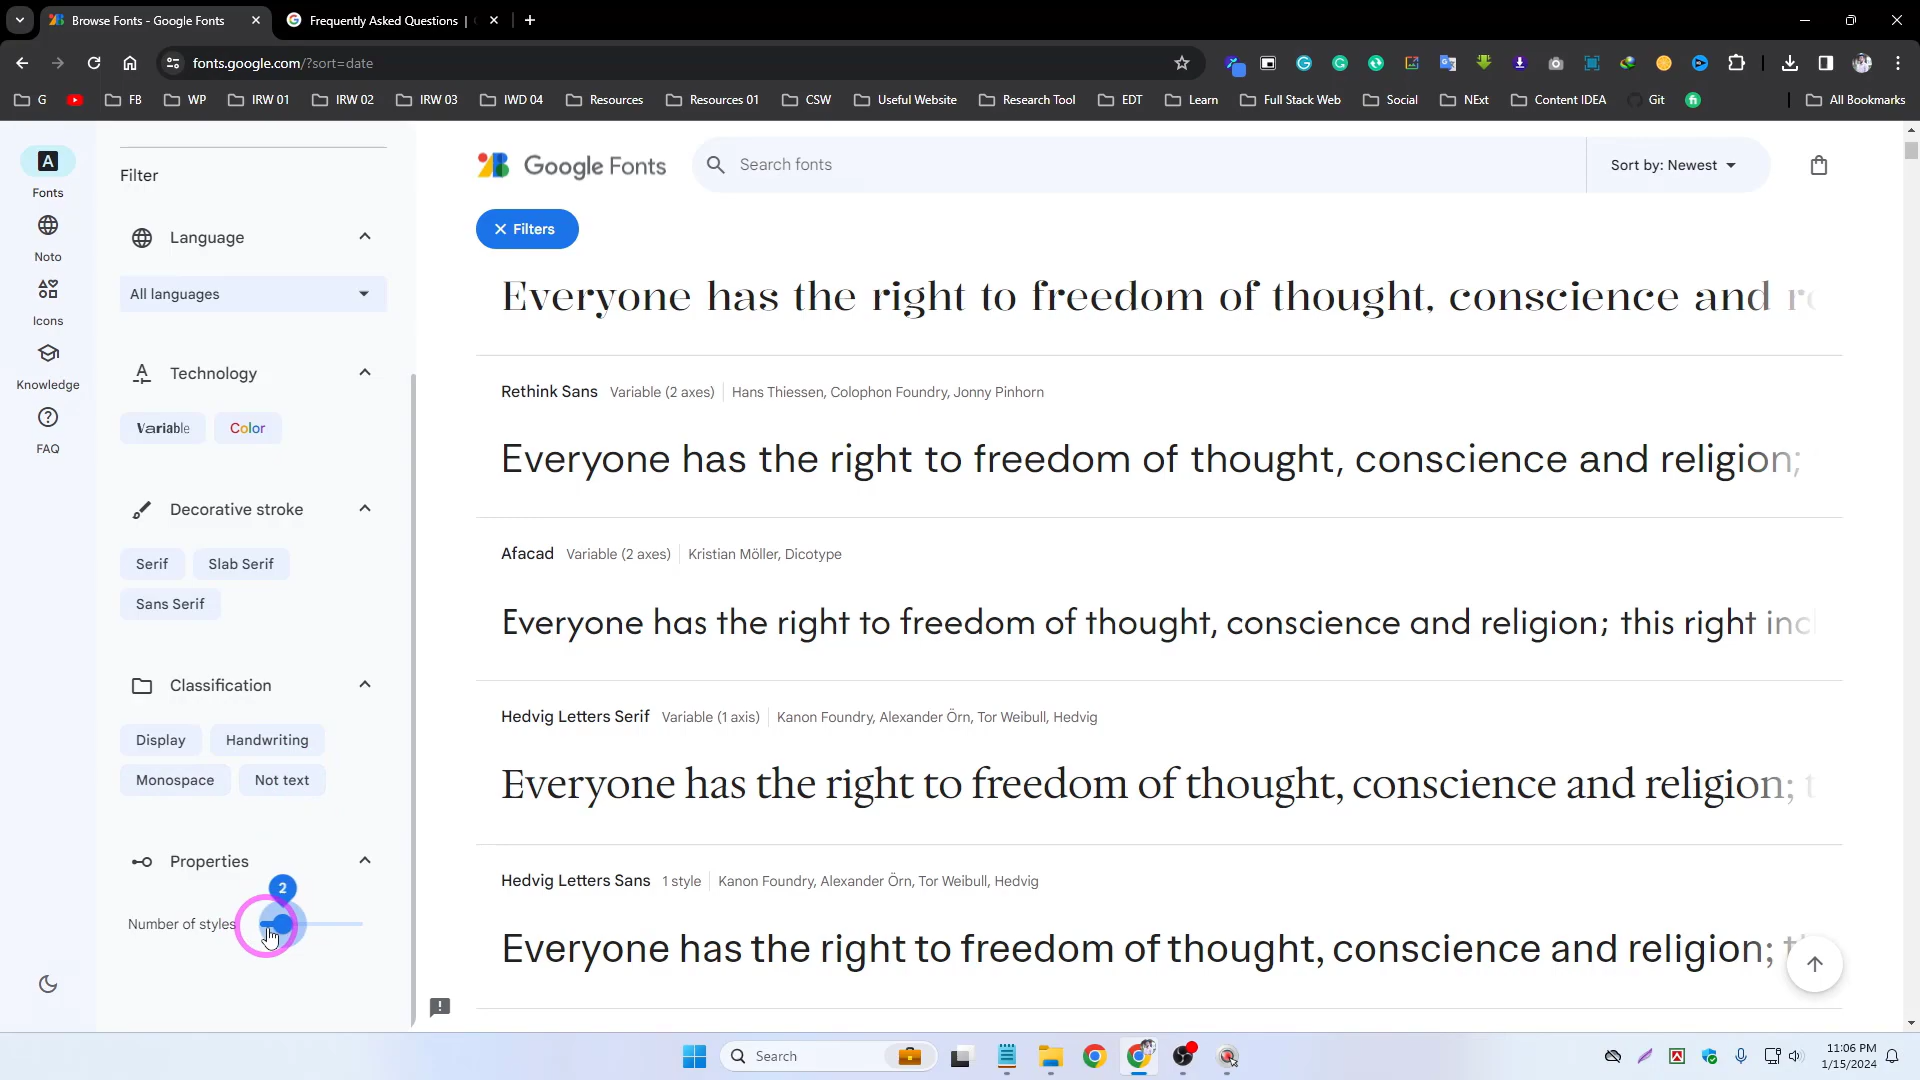 Browse Fonts - Google Fonts
Frequently Asked Questions |
fonts.google.com/?sort=date
G FB WP IRW 01 IRW 02 IRW 03 IWD 04 Resources Resources 01 CSW Useful Website Research Tool EDT Learn Full Stack Web Social NExt Content IDEA Git All Bookmarks
Fonts
Noto
Icons
Knowledge
FAQ
Filter
Language
All languages
Technology
Variable Color
Decorative stroke
Serif Slab Serif
Sans Serif
Classification
Display Handwriting
Monospace Not text
Properties
2
Number of styles
Google Fonts
Search fonts
Sort by: Newest
Filters
Everyone has the right to freedom of thought, conscience and re
Rethink Sans Variable (2 axes) Hans Thiessen, Colophon Foundry, Jonny Pinhorn
Everyone has the right to freedom of thought, conscience and religion;
Afacad Variable (2 axes) Kristian Möller, Dicotype
Everyone has the right to freedom of thought, conscience and religion; this right incl
Hedvig Letters Serif Variable (1 axis) Kanon Foundry, Alexander Örn, Tor Weibull, Hedvig
Everyone has the right to freedom of thought, conscience and religion; t
Hedvig Letters Sans 1 style Kanon Foundry, Alexander Örn, Tor Weibull, Hedvig
Everyone has the right to freedom of thought, conscience and religion; t
Search
11:06 PM
1/15/2024